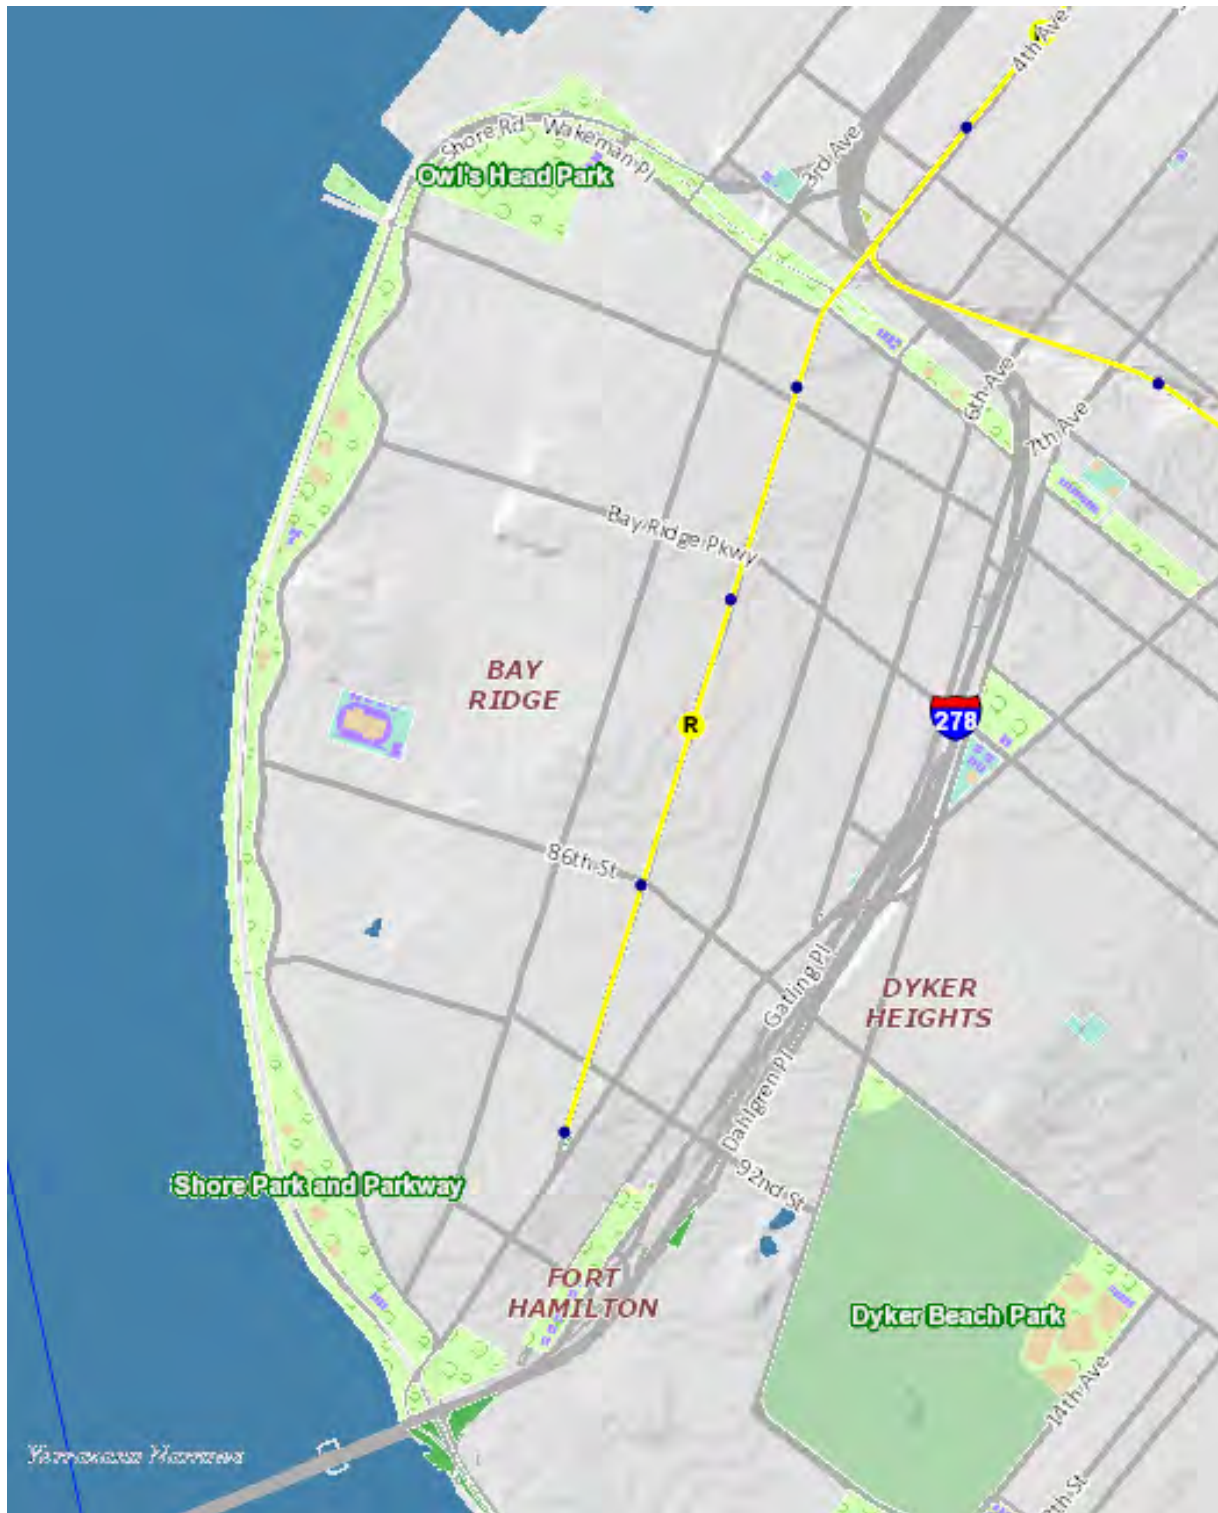 4th Ave
Shore Rd
Wakeman Pl
3rd Ave
Owl's Head Park
6th Ave
7th Ave
Bay Ridge Pkwy
BAY
RIDGE
278
R
86th St
Gatling Pl
DYKER
HEIGHTS
Dahlgren Pl
92nd St
Shore Park and Parkway
FORT
HAMILTON
Dyker Beach Park
14th Ave